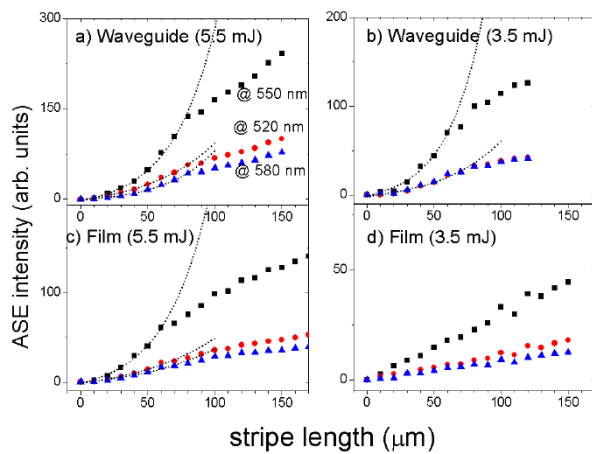 a) Waveguide (5.5 mJ)
@ 550 nm
@ 520 nm
@ 580 nm
300
150
0
0 50 100 150
b) Waveguide (3.5 mJ)
200
100
0
0 50 100 150
c) Film (5.5 mJ)
100
0
0 50 100 150
d) Film (3.5 mJ)
50
25
0
0 50 100 150
ASE intensity (arb. units)
stripe length (μm)